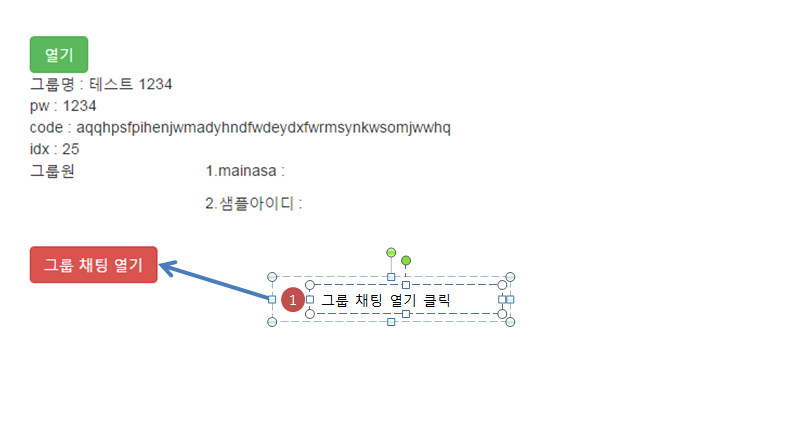 열기
그룹명 : 테스트 1234
pw : 1234
code : aqqhpsfpihenjwmadyhndfwdeydxfwrmsynkwsomjwwhq
idx : 25
그룹원 1.mainasa :
2.샘플아이디 :
그룹 채팅 열기
1 그룹 채팅 열기 클릭